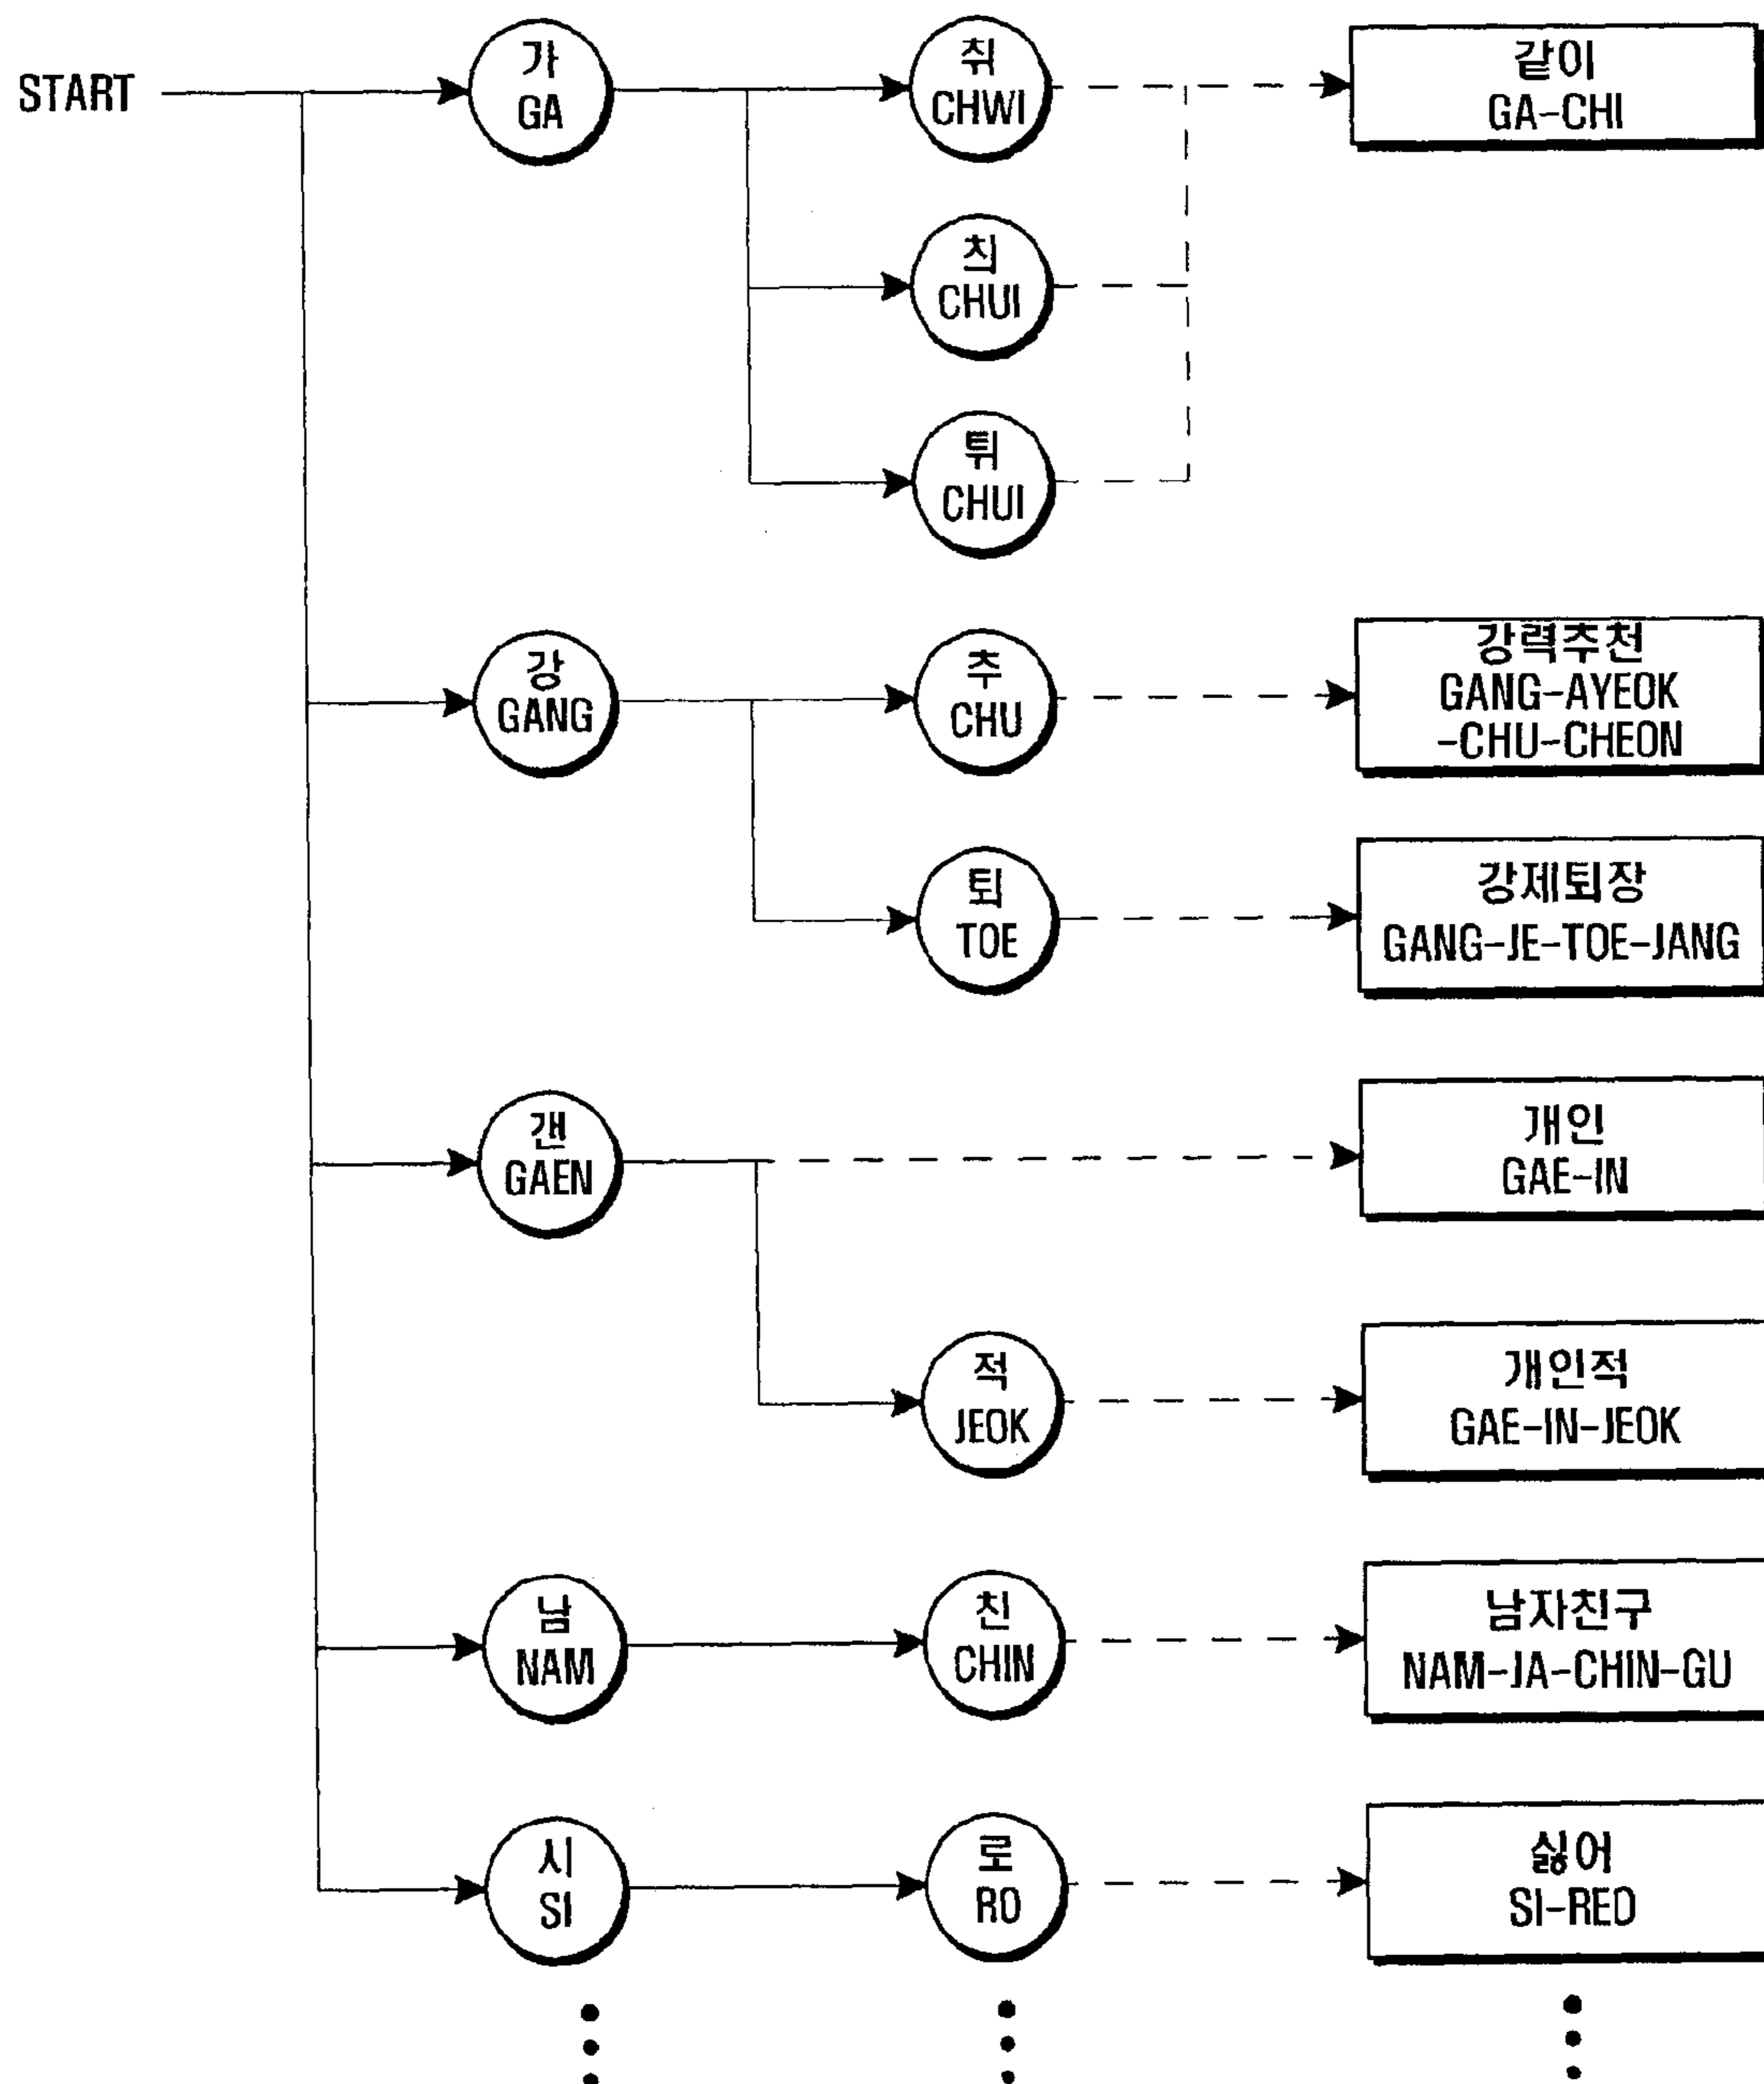 START
가
GA
취
CHWI
같이
GA-CHI
츼
CHUI
튀
CHUI
강
GANG
추
CHU
강력추천
GANG-AYEOK
-CHU-CHEON
퇴
TOE
강제퇴장
GANG-JE-TOE-JANG
갠
GAEN
개인
GAE-IN
적
JEOK
개인적
GAE-IN-JEOK
남
NAM
친
CHIN
남자친구
NAM-JA-CHIN-GU
시
SI
로
RO
싫어
SI-REO